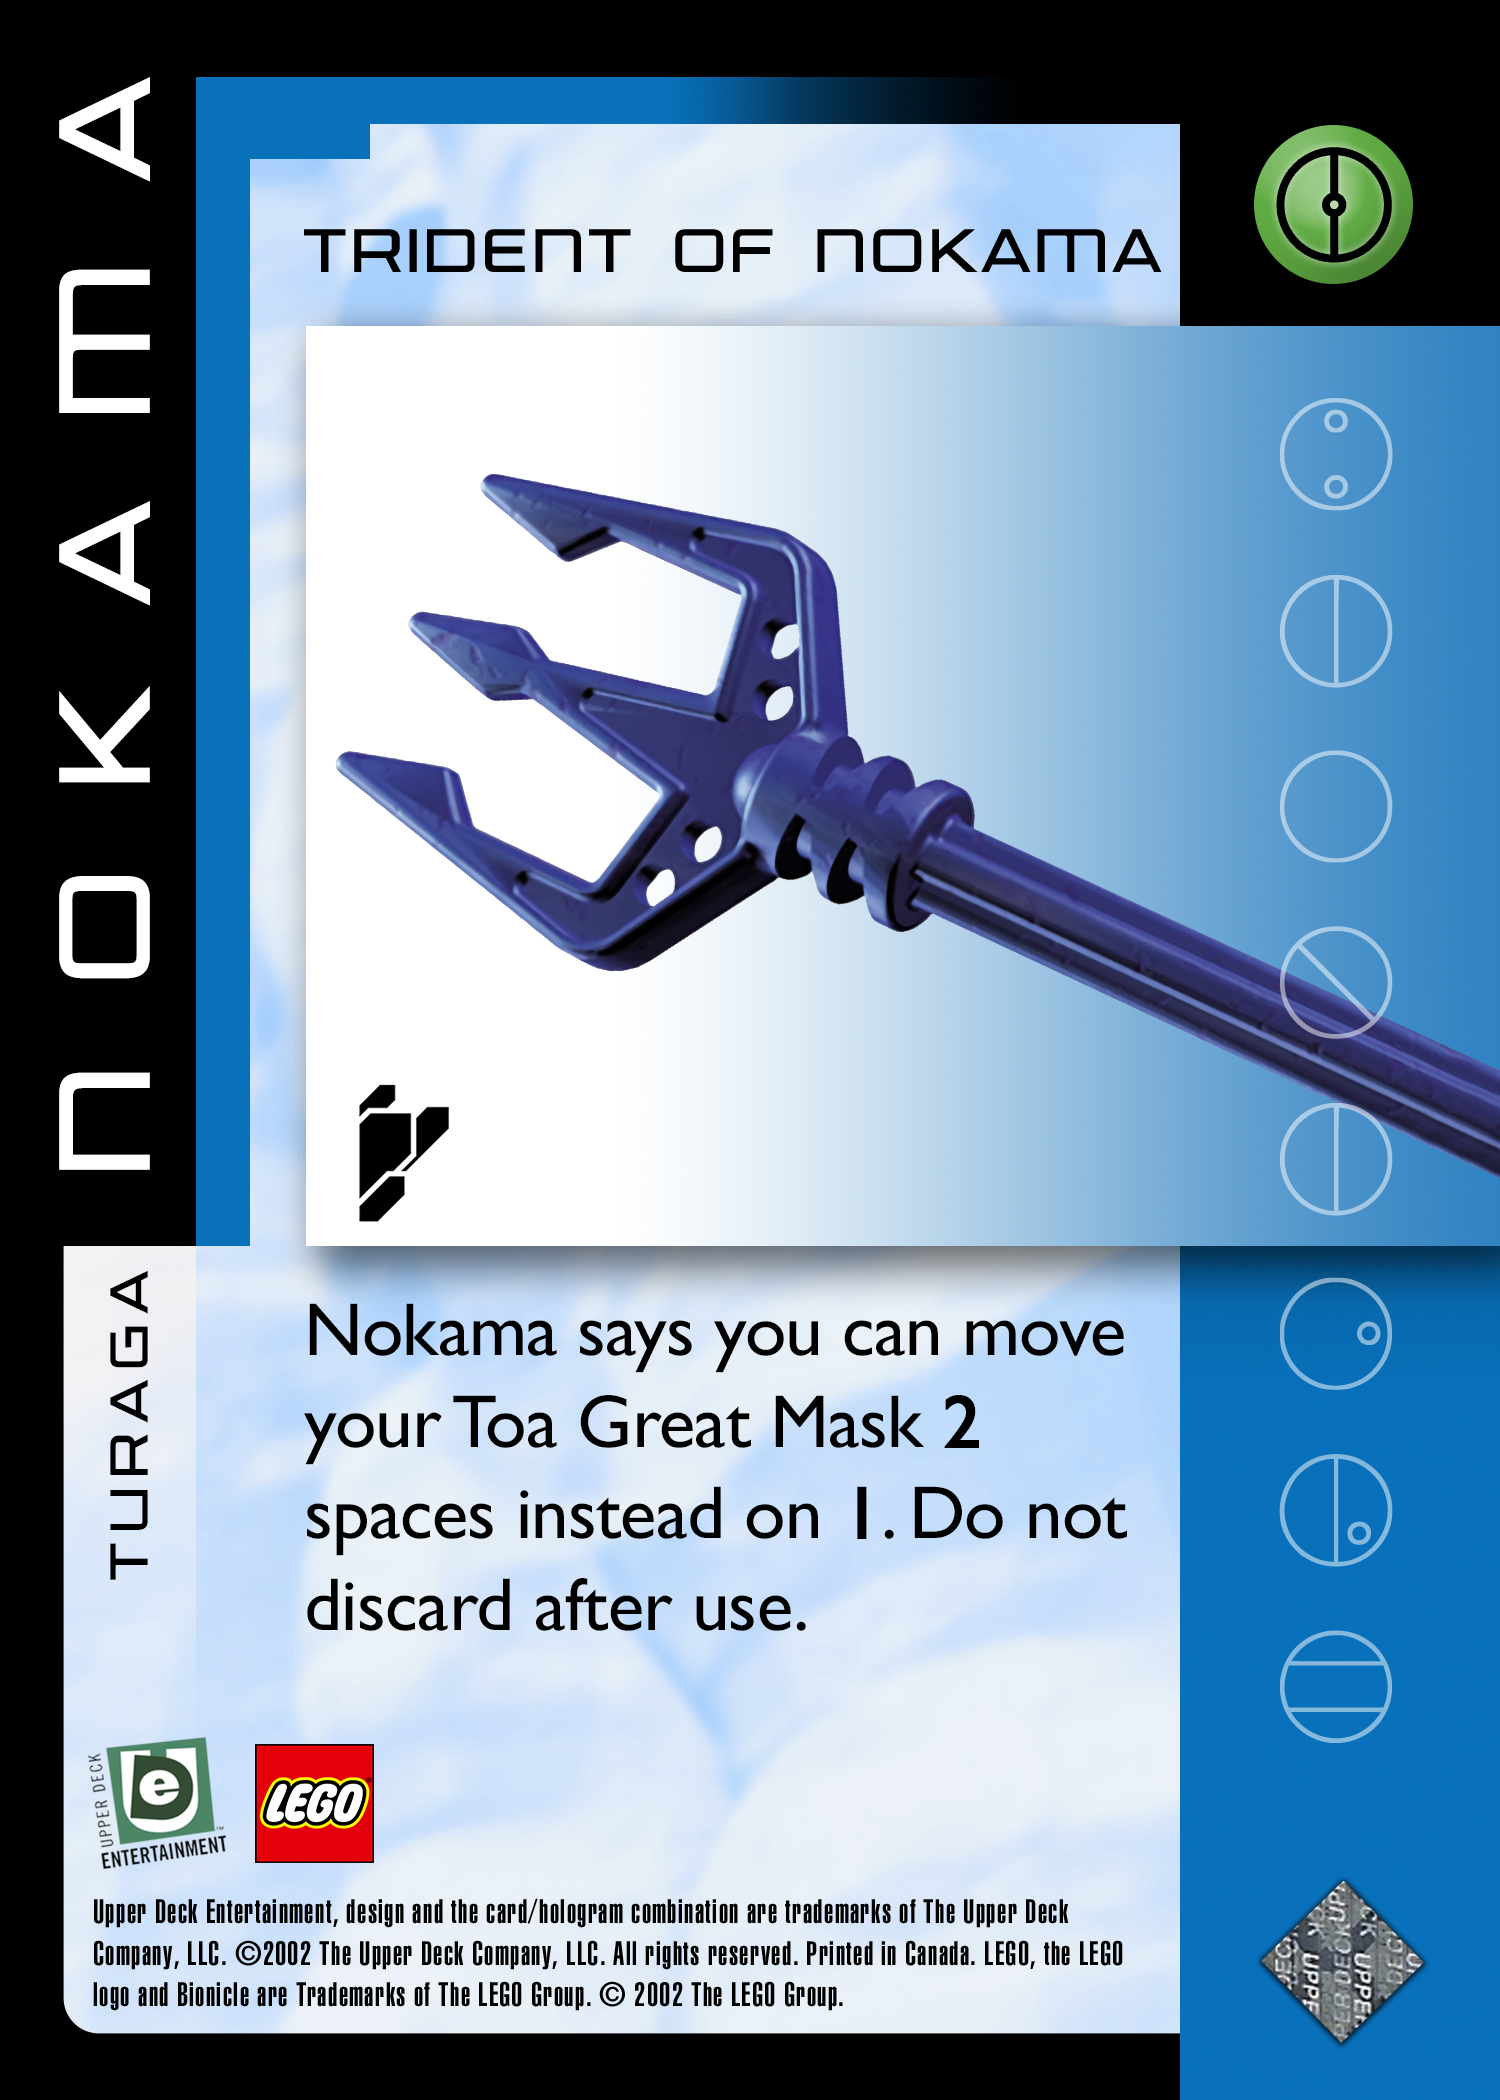 NOKAMA
TURAGA
TRIDENT OF NOKAMA
Nokama says you can move
your Toa Great Mask 2
spaces instead on 1. Do not
discard after use.
UPPER DECK
ENTERTAINMENT
LEGO
Upper Deck Entertainment, design and the card/hologram combination are trademarks of The Upper Deck
Company, LLC. ©2002 The Upper Deck Company, LLC. All rights reserved. Printed in Canada. LEGO, the LEGO
logo and Bionicle are Trademarks of The LEGO Group. © 2002 The LEGO Group.